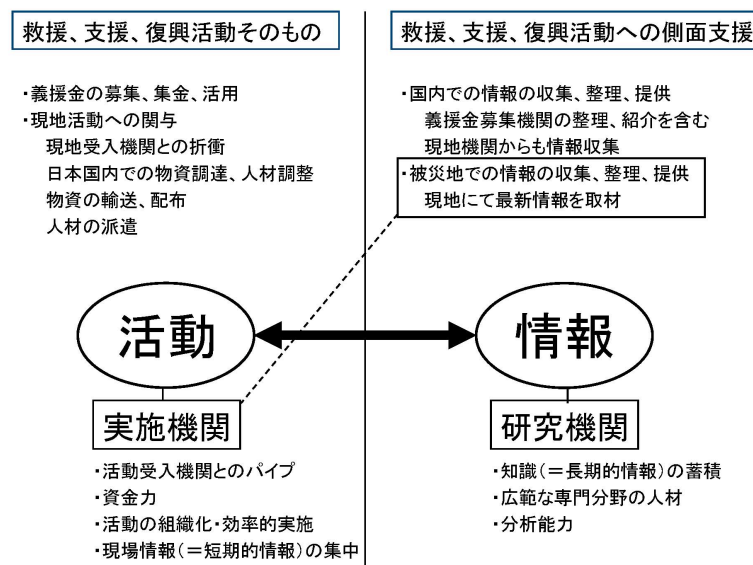 救援、支援、復興活動そのもの
・義援金の募集、集金、活用
・現地活動への関与
現地受入機関との折衝
日本国内での物資調達、人材調整
物資の輸送、配布
人材の派遣
活動
実施機関
・活動受入機関とのパイプ
・資金力
・活動の組織化・効率的実施
・現場情報(＝短期的情報)の集中
救援、支援、復興活動への側面支援
・国内での情報の収集、整理、提供
義援金募集機関の整理、紹介を含む
現地機関からも情報収集
・被災地での情報の収集、整理、提供
現地にて最新情報を取材
情報
研究機関
・知識(＝長期的情報)の蓄積
・広範な専門分野の人材
・分析能力